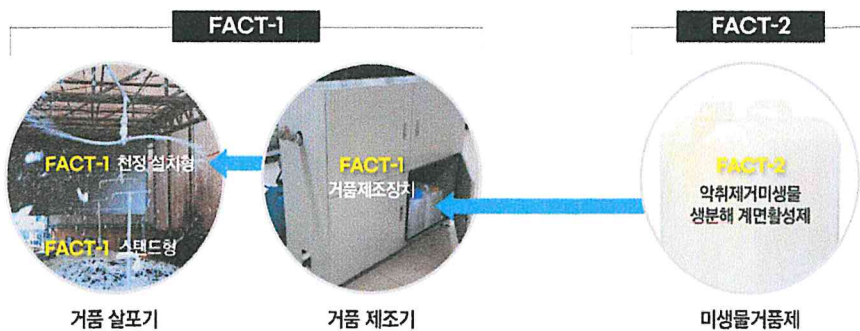 FACT-1
FACT-2
FACT-1 천정 설치형
FACT-1 스탠드형
FACT-1
거품제조장치
FACT-2
악취제거미생물
생분해 계면활성제
거품 살포기
거품 제조기
미생물거품제